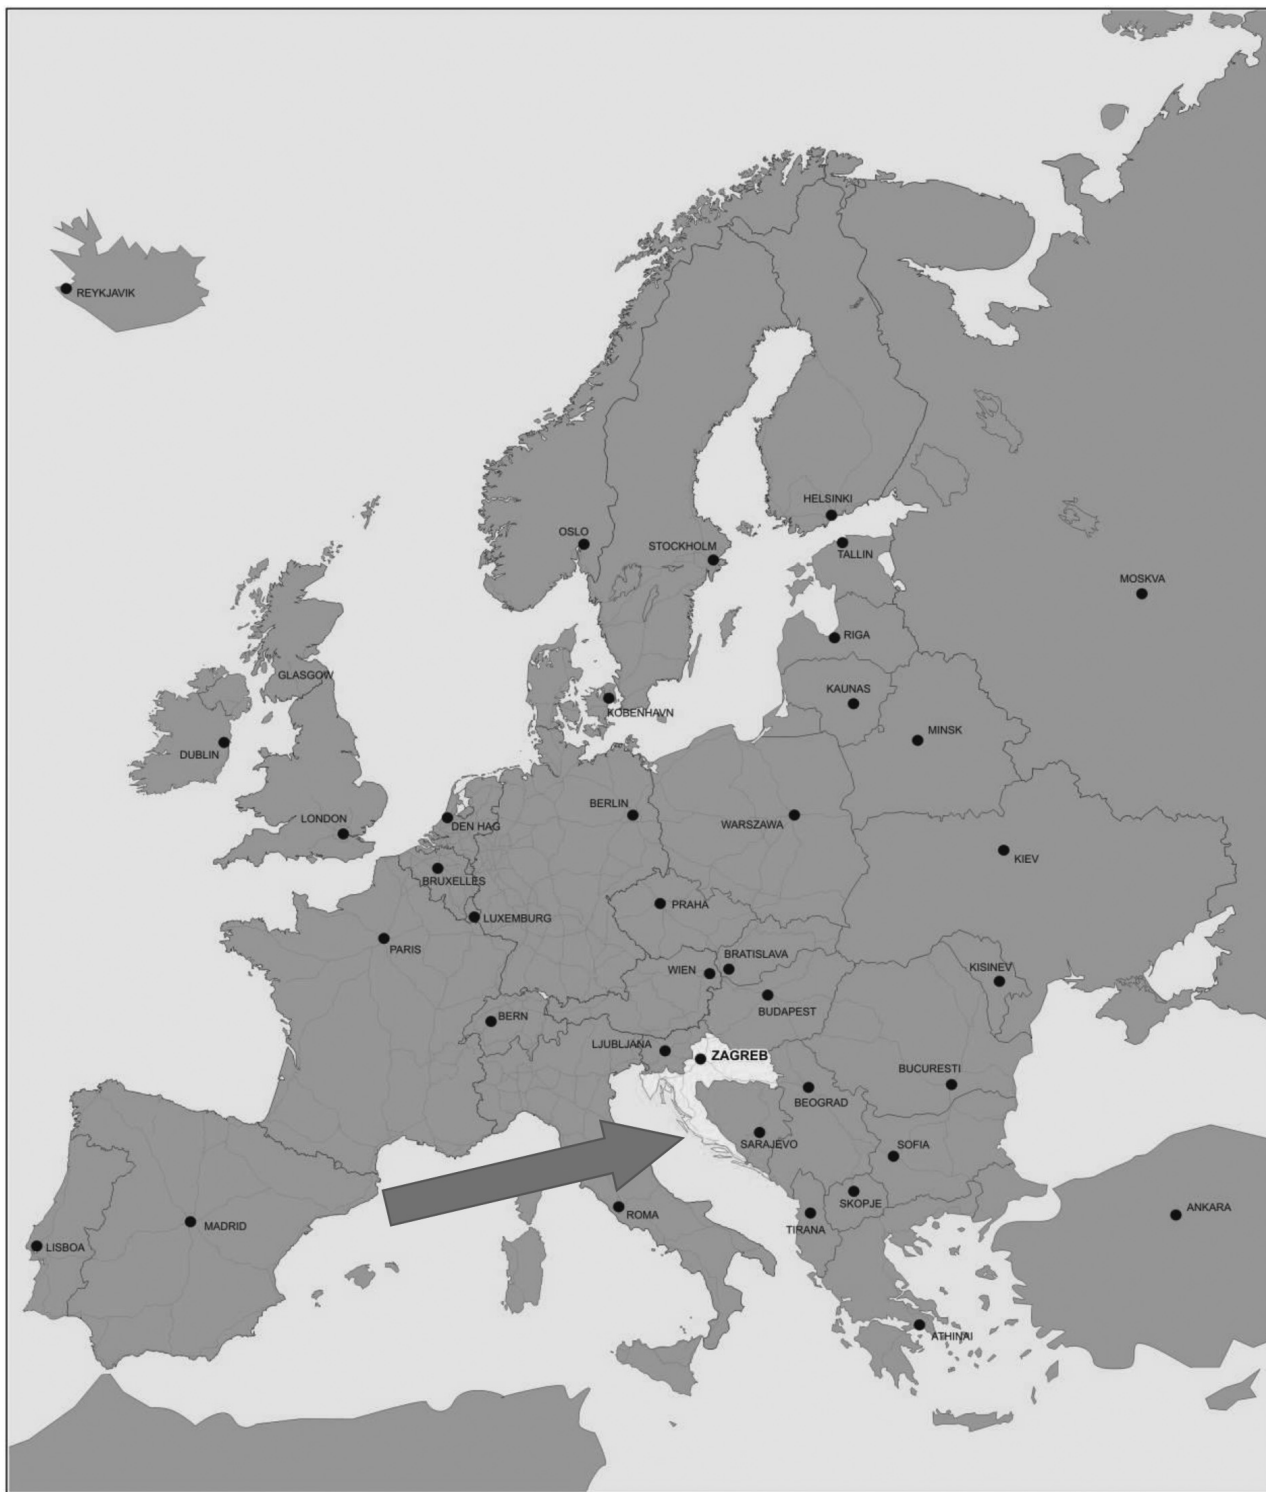 REYKJAVIK
HELSINKI
OSLO
STOCKHOLM
TALLIN
MOSKVA
RIGA
GLASGOW
KAUNAS
KOBENHAVN
MINSK
DUBLIN
BERLIN
LONDON
DEN HAG
WARSZAWA
KIEV
BRUXELLES
PRAHA
LUXEMBURG
PARIS
BRATISLAVA
WIEN
KISINEV
BUDAPEST
BERN
LJUBLJANA
ZAGREB
BUCURESTI
BEOGRAD
SARAJEVO
SOFIA
SKOPJE
ANKARA
ROMA
MADRID
TIRANA
LISBOA
ATHINAI